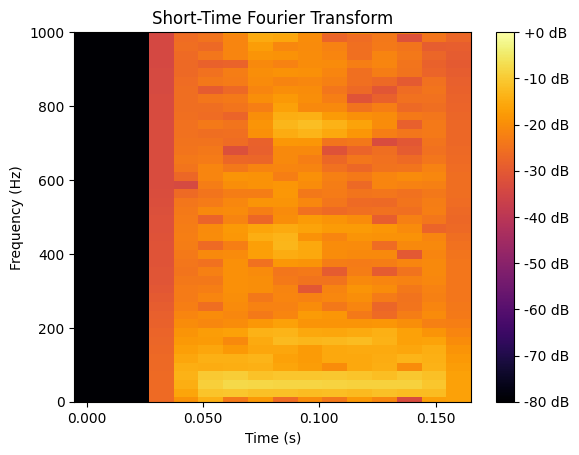 Short-Time Fourier Transform
1000
800
600
400
200
0
Frequency (Hz)
0.000
0.050
0.100
0.150
Time (s)
+0 dB
-10 dB
-20 dB
-30 dB
-40 dB
-50 dB
-60 dB
-70 dB
-80 dB